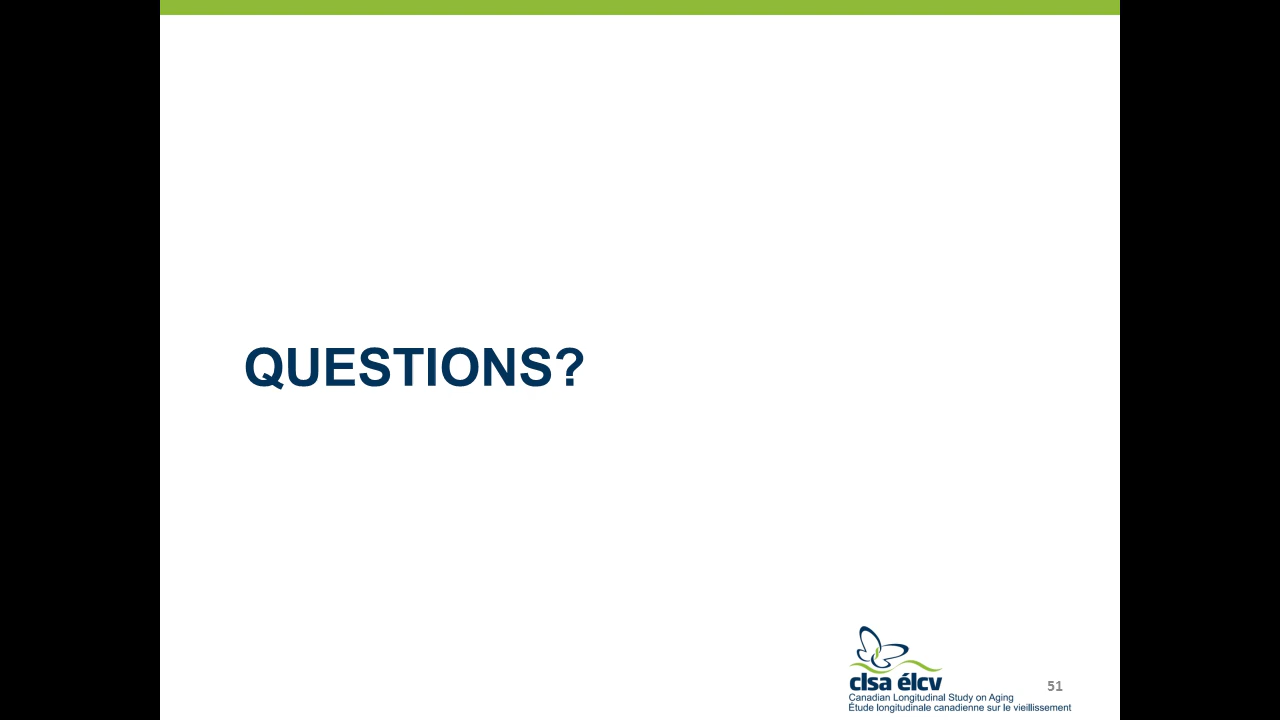 QUESTIONS?
clsa élcv
Canadian Longitudinal Study on Aging
Étude longitudinale canadienne sur le vieillissement
51